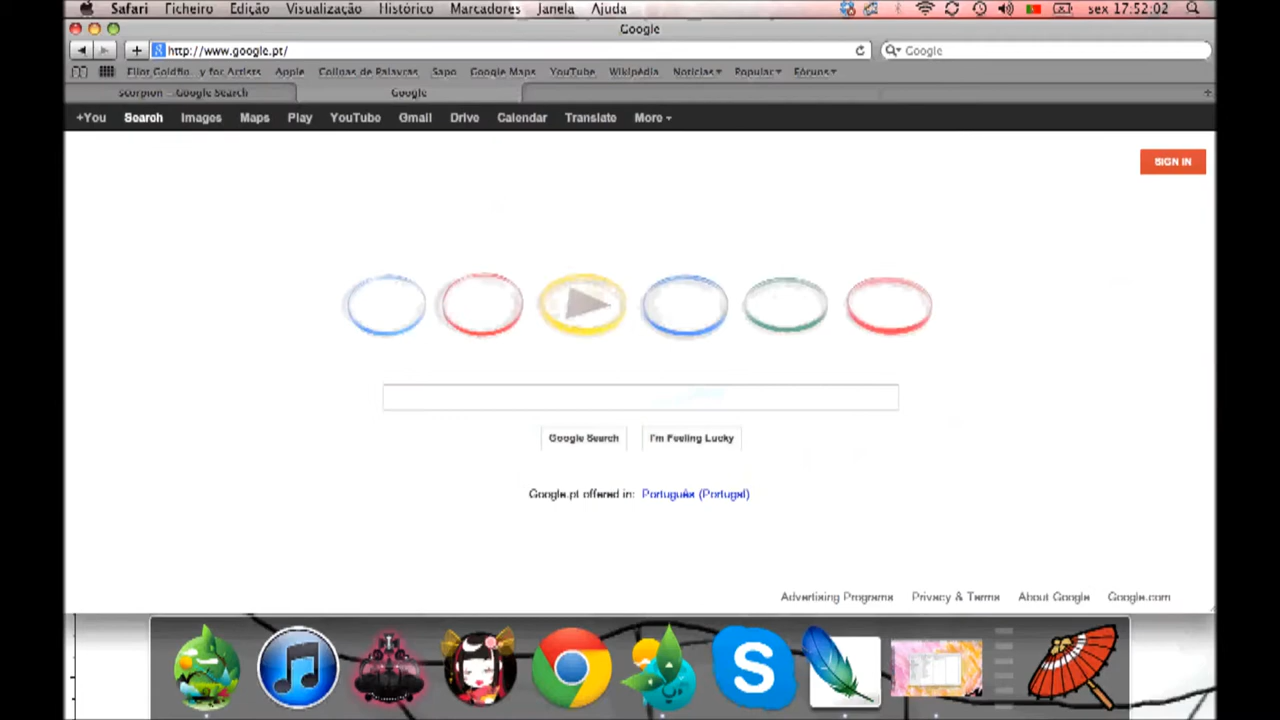 Safari Ficheiro Edição Visualização Histórico Marcadores Janela Ajuda sex 17:52:02
Google
http://www.google.pt/ Google
Apple Sapo Google Maps YouTube Wikipédia Notícias Popular Fóruns
scorpion - Google Search Google
+You Search Images Maps Play YouTube Gmail Drive Calendar Translate More
SIGN IN
Google Search I'm Feeling Lucky
Google.pt offered in: Português (Portugal)
Advertising Programs Privacy & Terms About Google Google.com
S